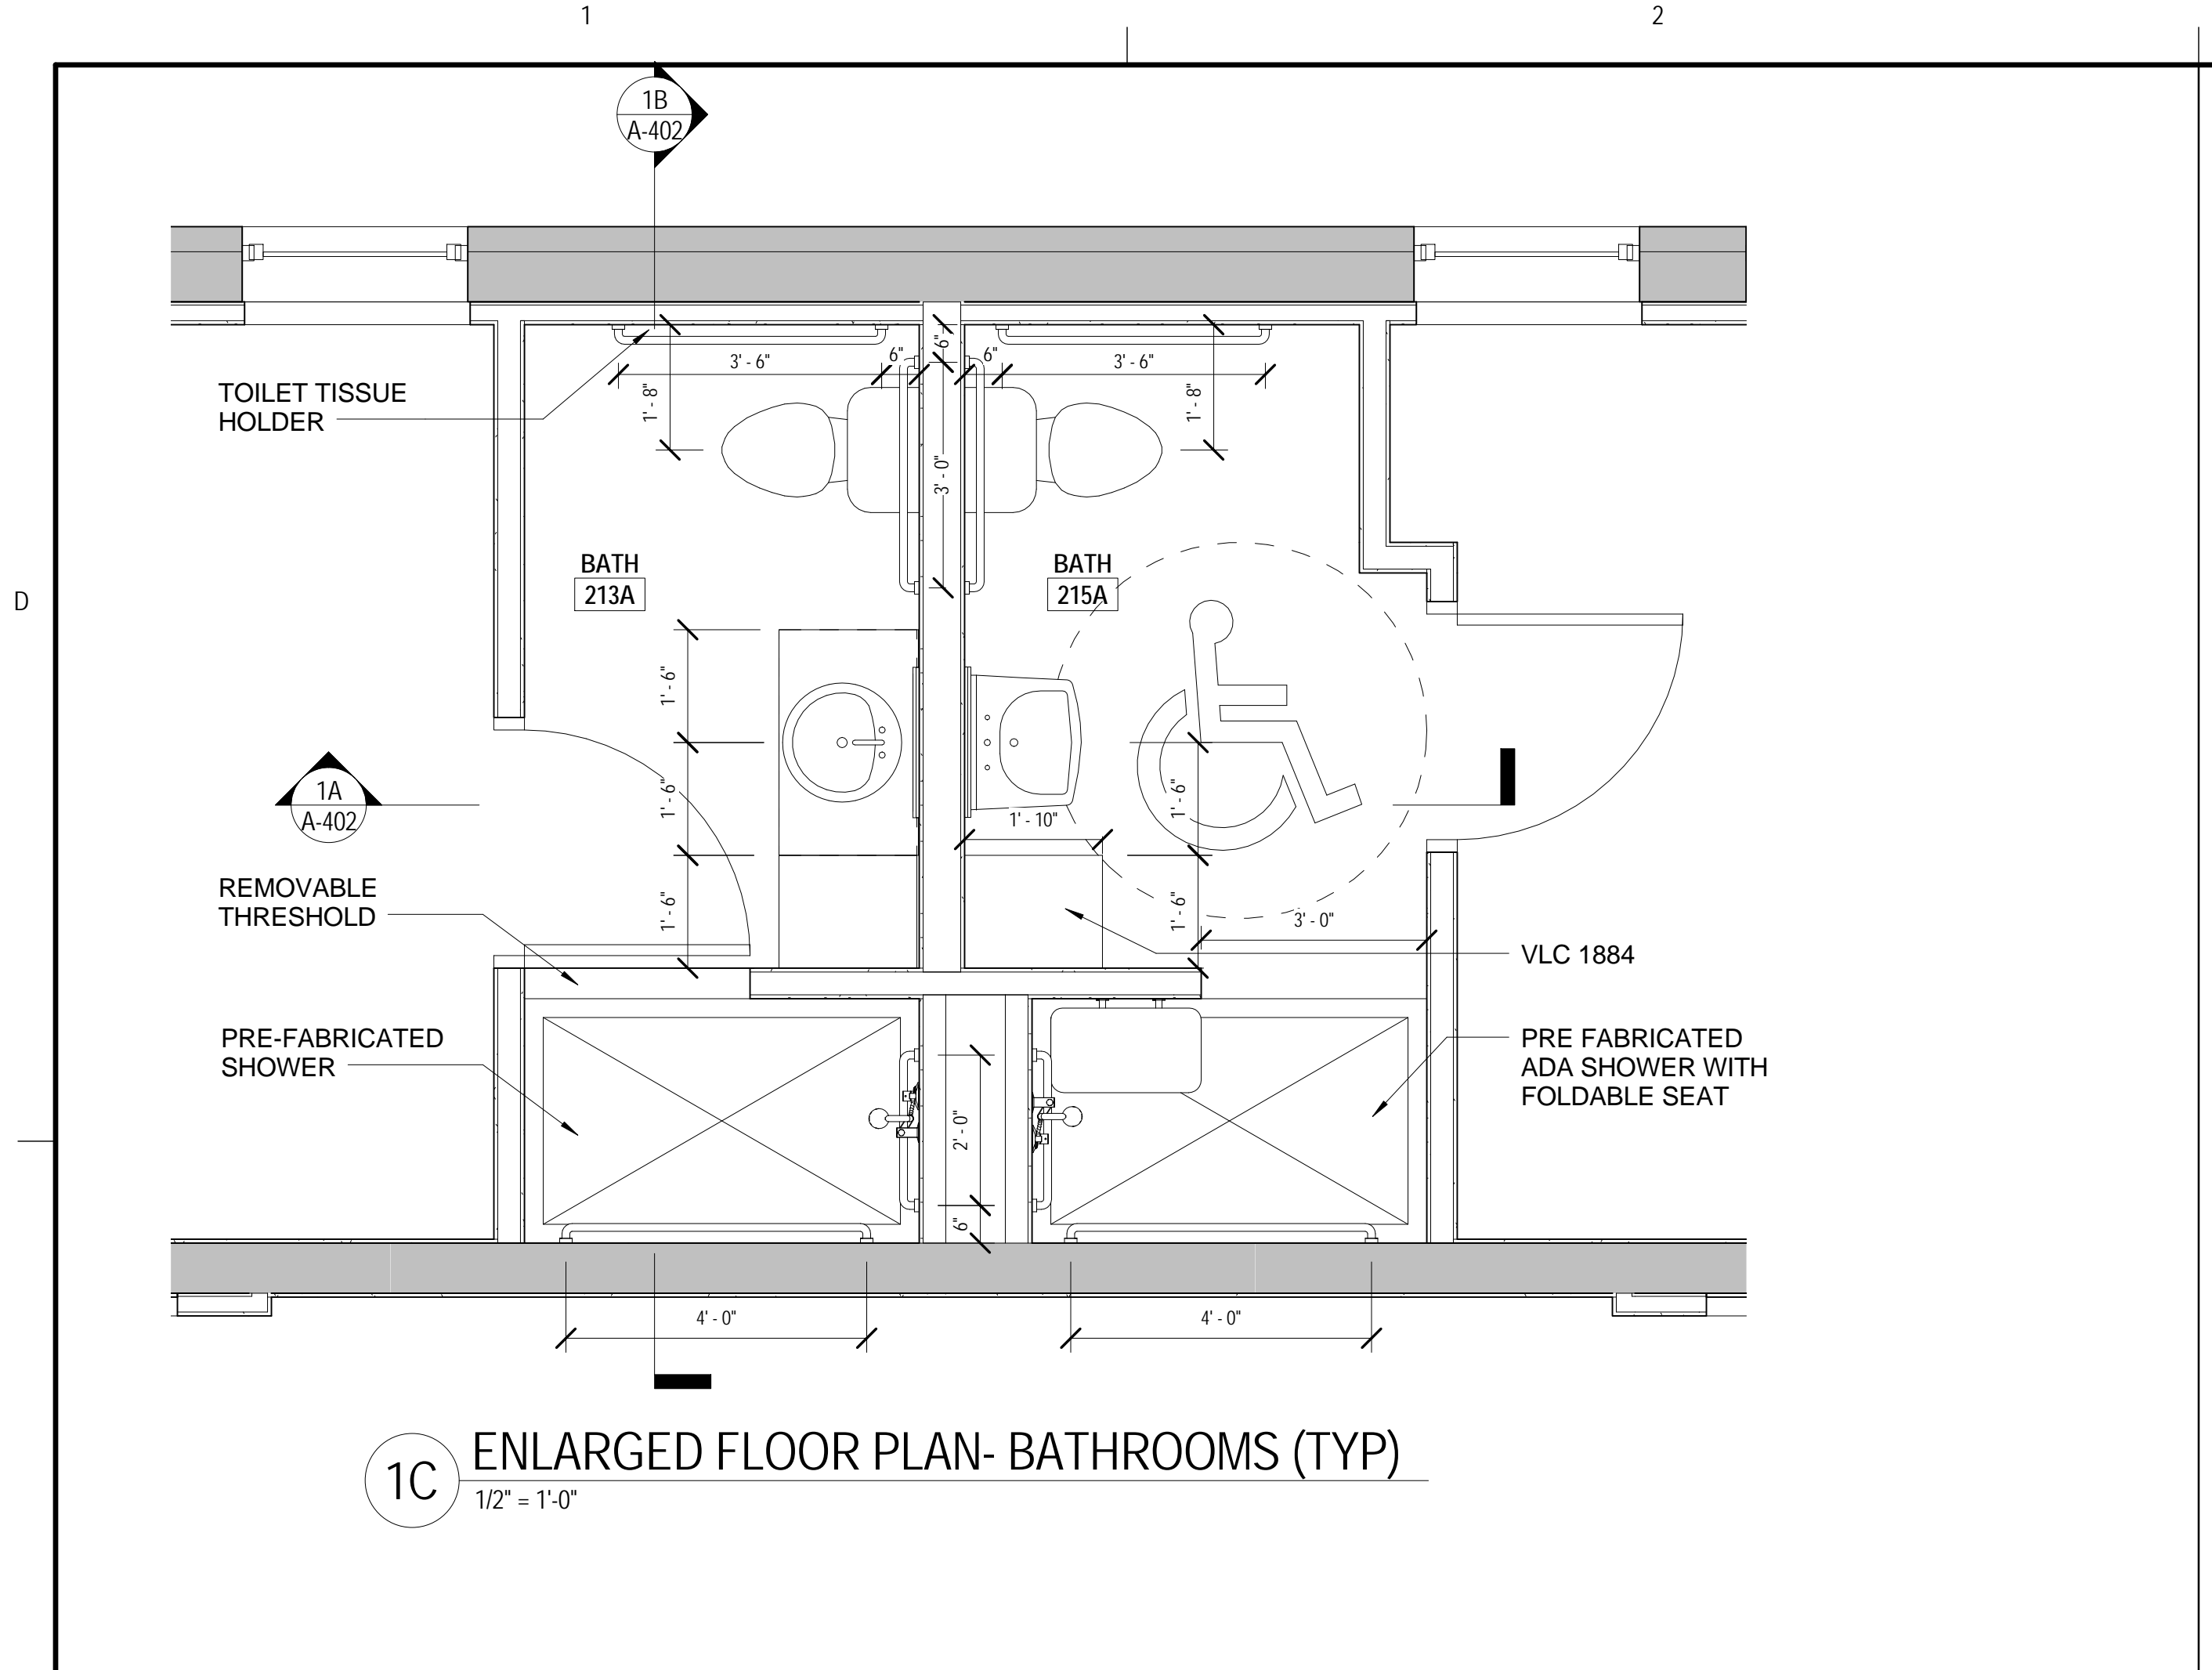 1
2
1B
A-402
3' - 6"
6"
6"
6"
3' - 6"
TOILET TISSUE
HOLDER
1' - 8"
1' - 8"
3' - 0"
BATH
213A
BATH
215A
D
1' - 6"
1' - 6"
1' - 6"
1A
A-402
1' - 10"
1' - 6"
1' - 6"
3' - 0"
REMOVABLE
THRESHOLD
VLC 1884
PRE-FABRICATED
SHOWER
PRE FABRICATED
ADA SHOWER WITH
FOLDABLE SEAT
2' - 0"
6"
4' - 0"
4' - 0"
1C
ENLARGED FLOOR PLAN- BATHROOMS (TYP)
1/2" = 1'-0"